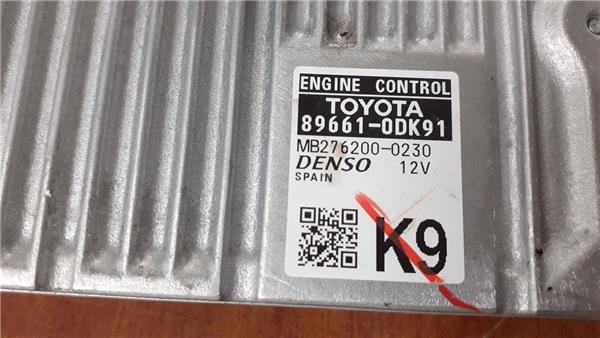 ENGINE CONTROL
TOYOTA
89661-0DK91
MB276200-0230
DENSO 12V
SPAIN
K9